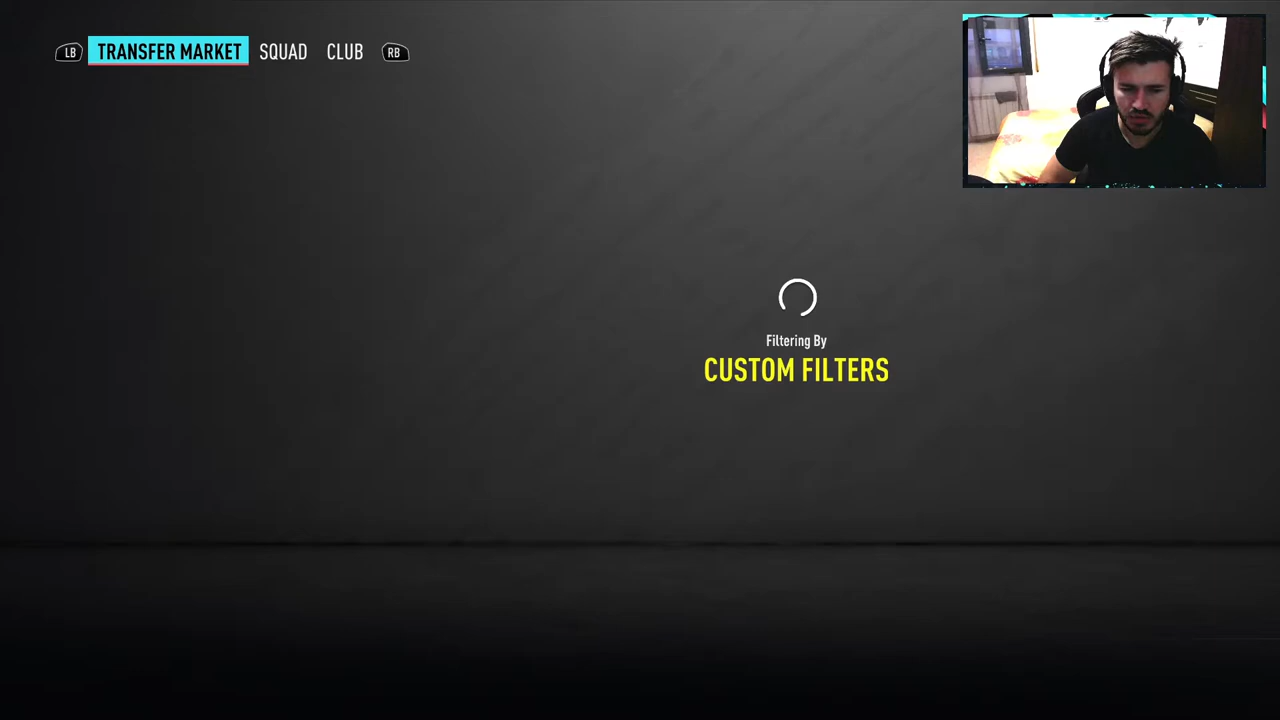 LB TRANSFER MARKET SQUAD CLUB RB
Filtering By
CUSTOM FILTERS